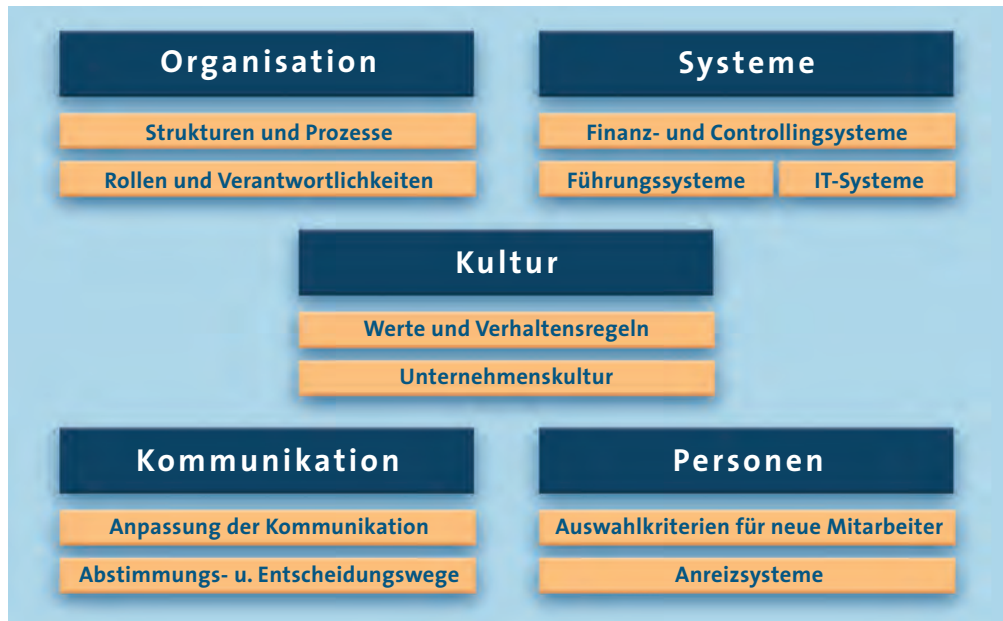 Organisation
Strukturen und Prozesse
Rollen und Verantwortlichkeiten
Systeme
Finanz- und Controllingsysteme
Führungssysteme
IT-Systeme
Kultur
Werte und Verhaltensregeln
Unternehmenskultur
Kommunikation
Anpassung der Kommunikation
Abstimmungs- u. Entscheidungswege
Personen
Auswahlkriterien für neue Mitarbeiter
Anreizsysteme